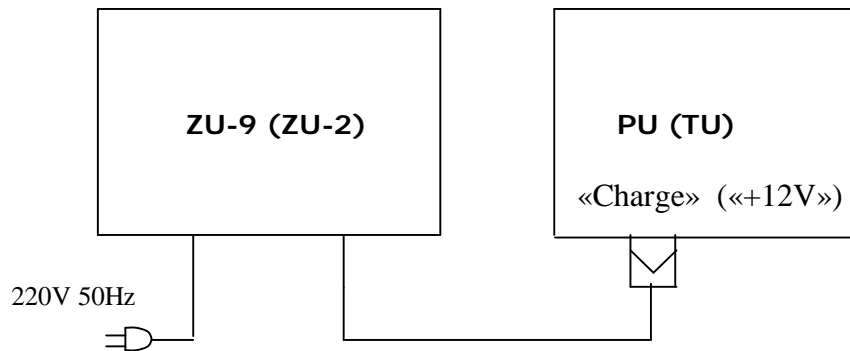 ZU-9 (ZU-2)
PU (TU)
«Charge» («+12V»)
220V 50Hz